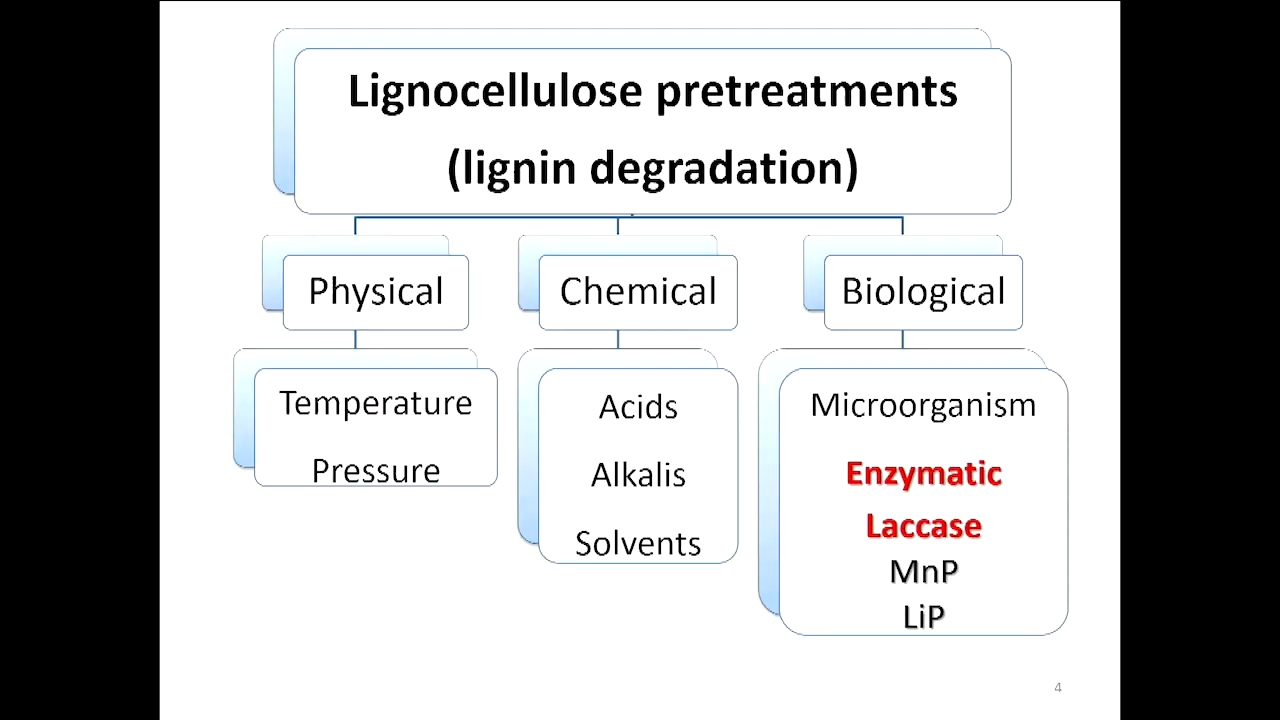 Lignocellulose pretreatments
(lignin degradation)
Physical
Chemical
Biological
Temperature
Pressure
Acids
Alkalis
Solvents
Microorganism
Enzymatic
Laccase
MnP
LiP
4